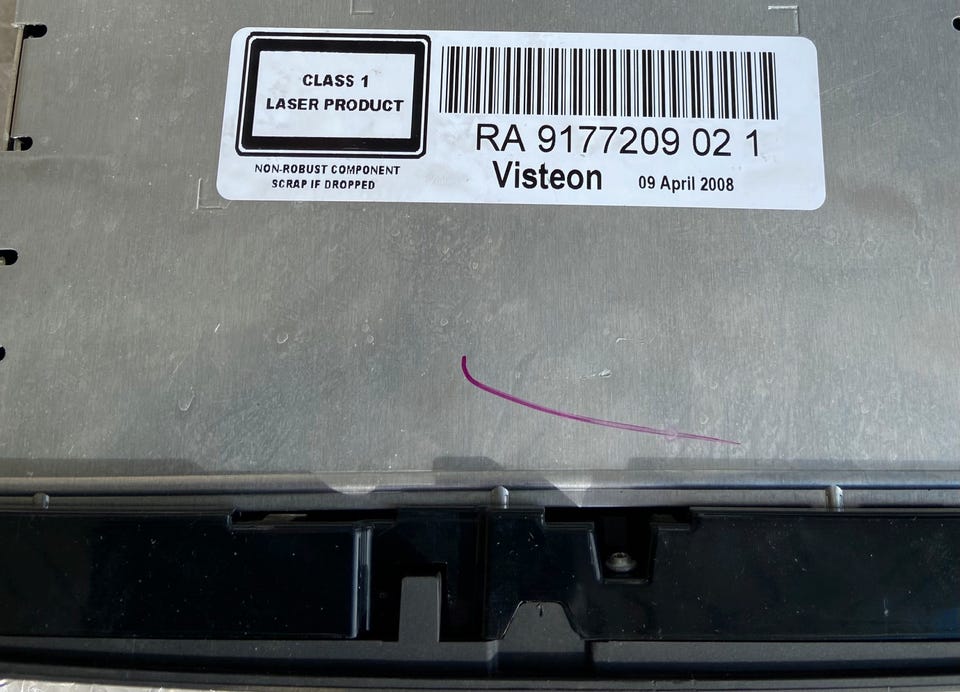 CLASS 1
LASER PRODUCT
NON-ROBUST COMPONENT
SCRAP IF DROPPED
RA 9177209 02 1
Visteon 09 April 2008